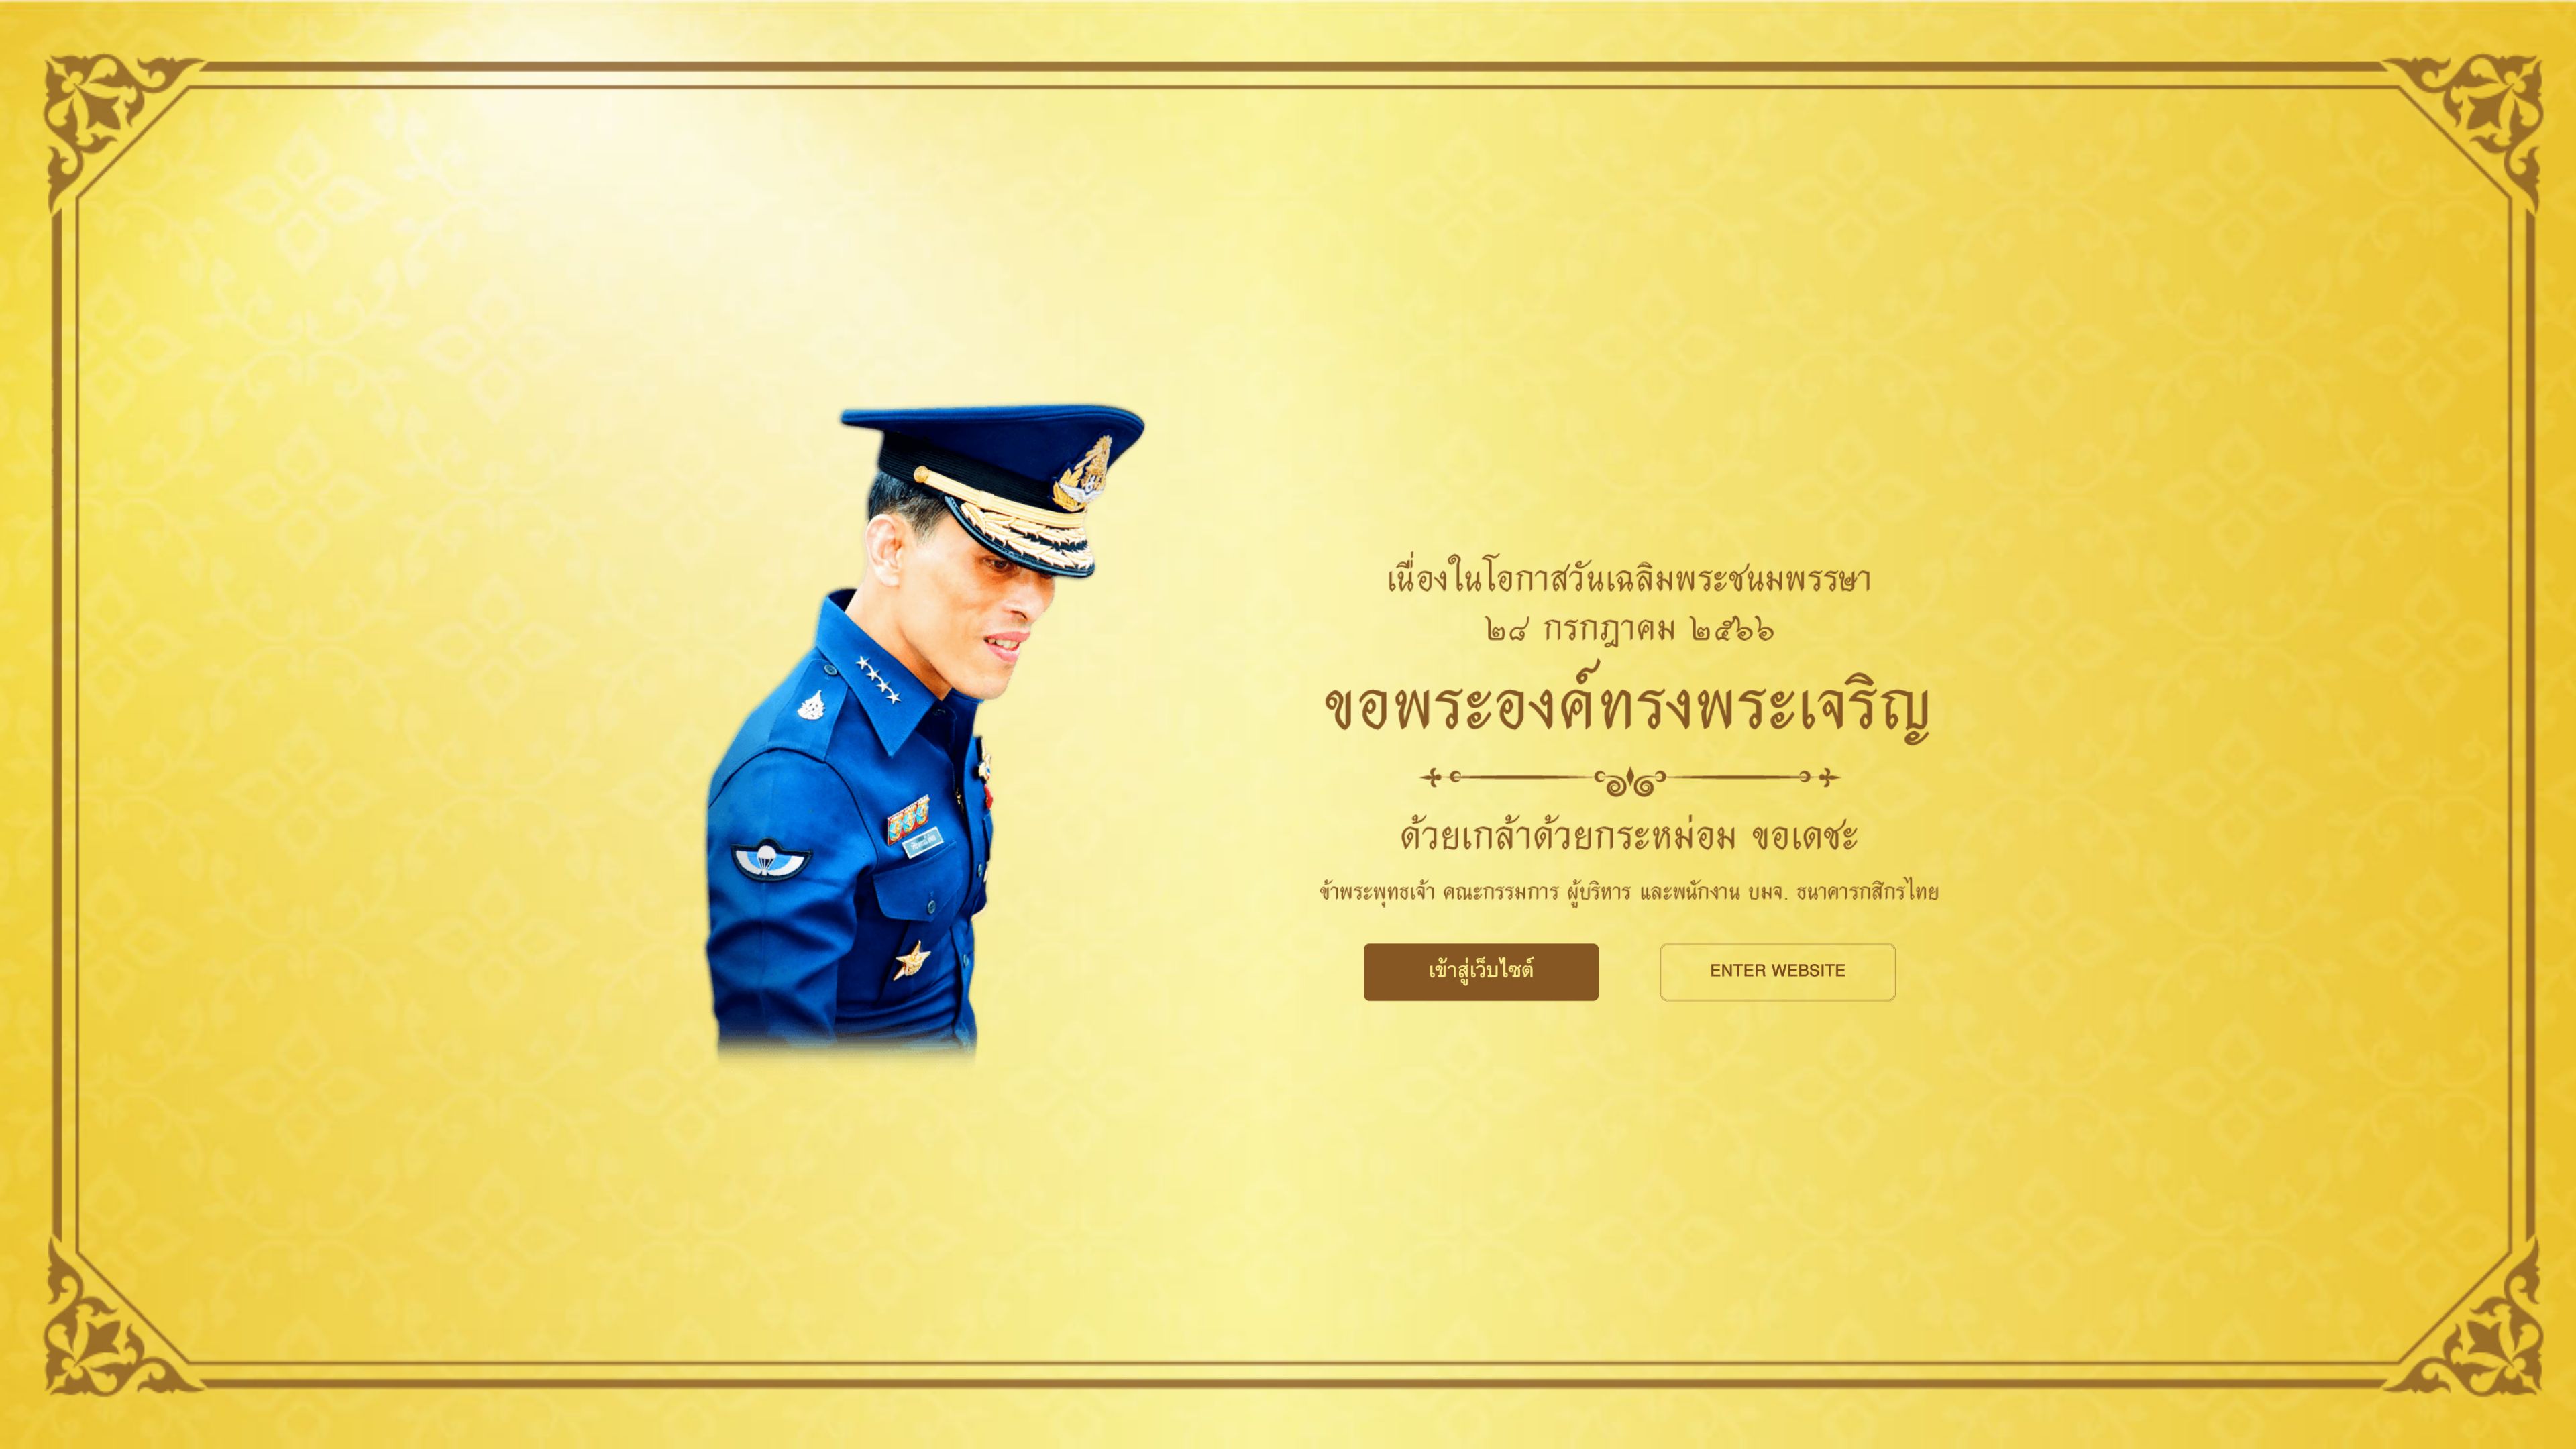 เนื่องในโอกาสวันเฉลิมพระชนมพรรษา
๒๘ กรกฎาคม ๒๕๖๖
ขอพระองค์ทรงพระเจริญ
ด้วยเกล้าด้วยกระหม่อม ขอเดชะ
ข้าพระพุทธเจ้า คณะกรรมการ ผู้บริหาร และพนักงาน บมจ. ธนาคารกสิกรไทย
เข้าสู่เว็บไซต์ ENTER WEBSITE